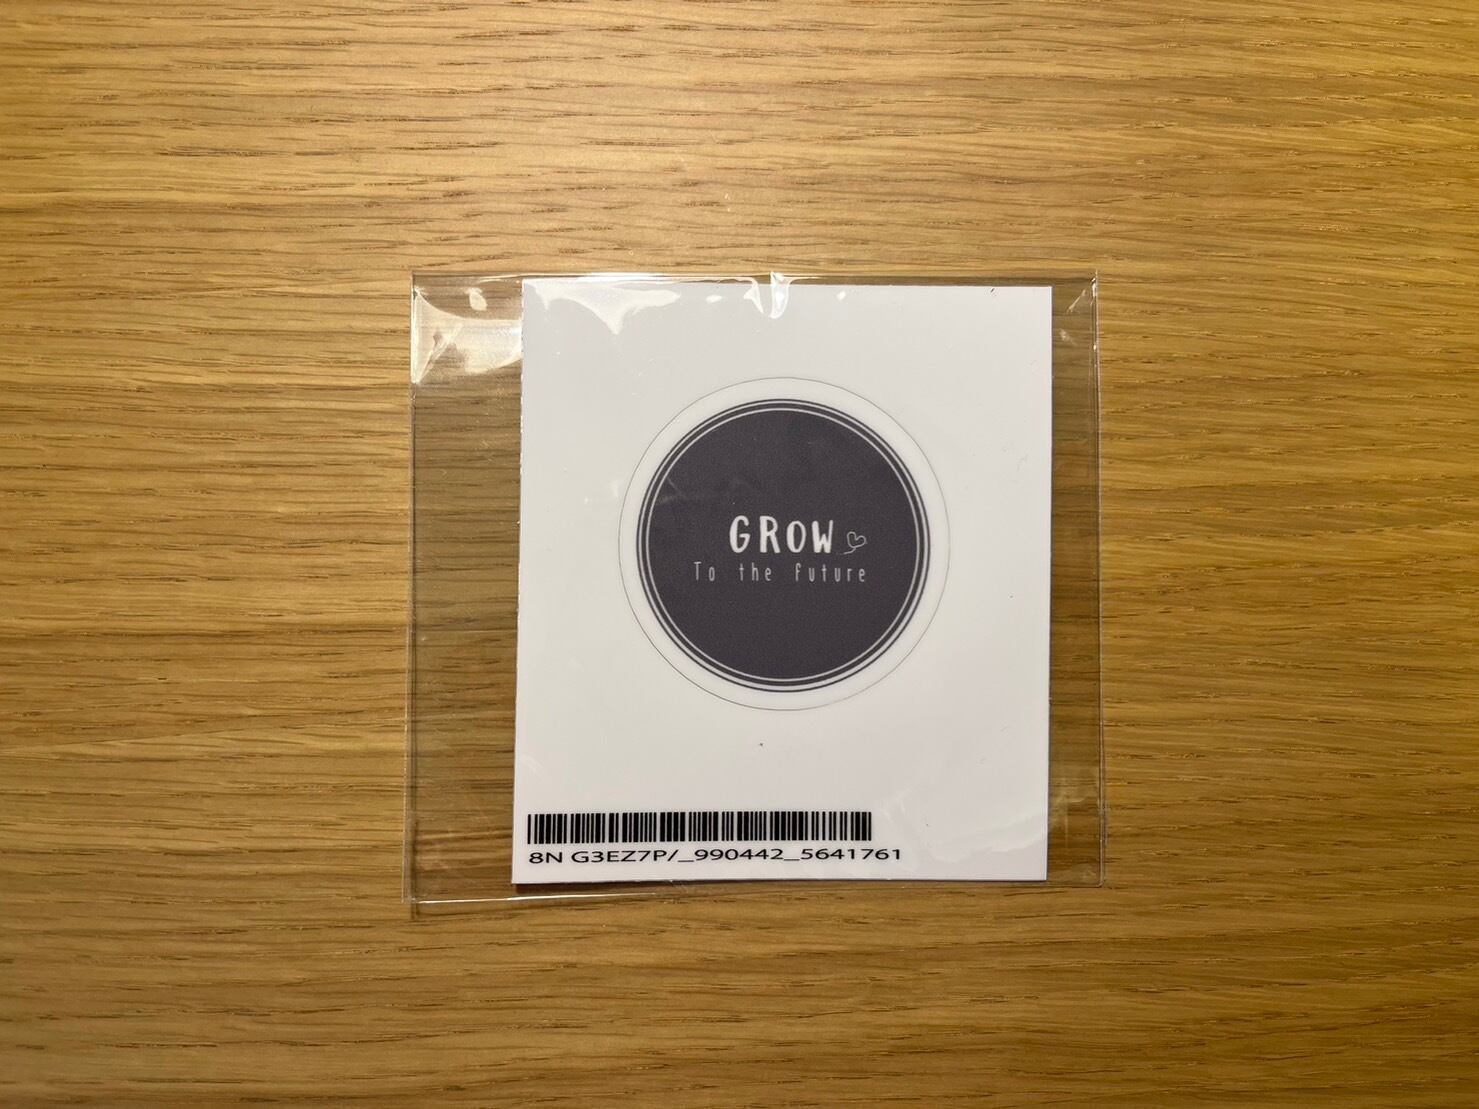 GROW
To the future
8N G3EZ7P/_990442_5641761